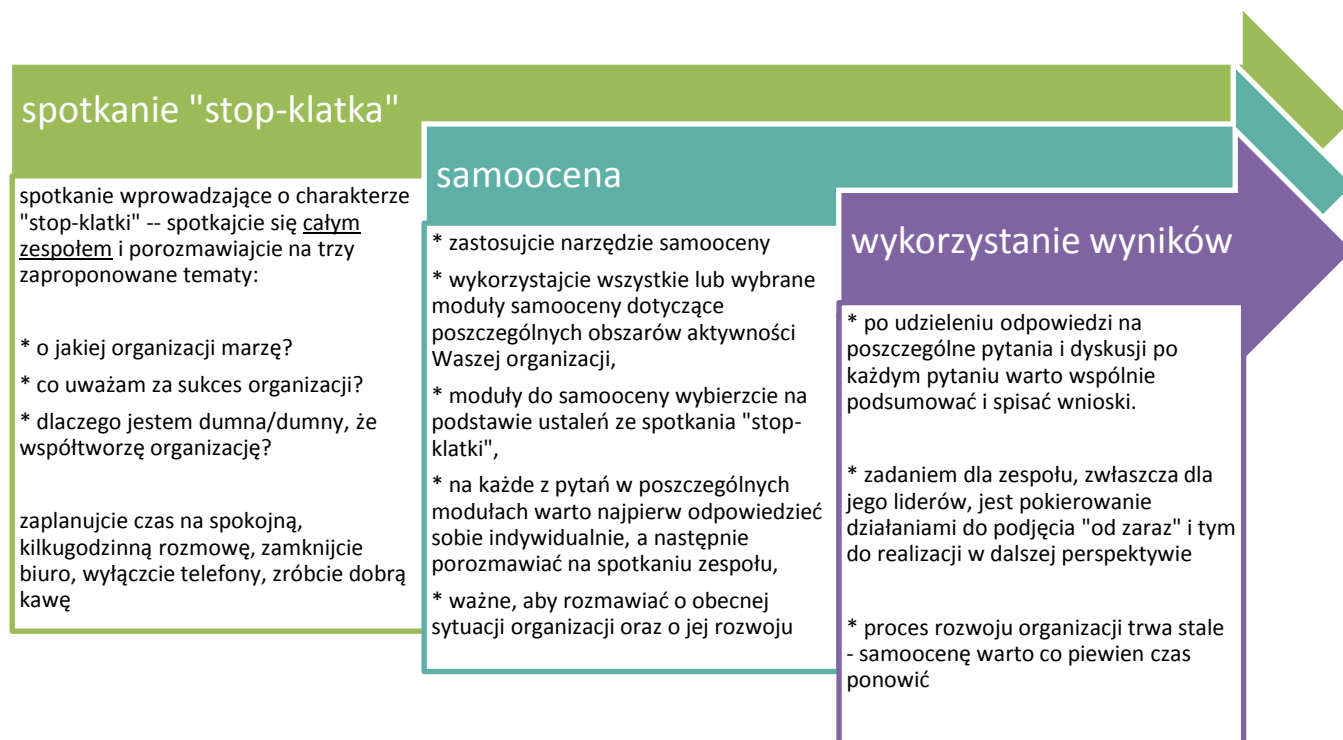 spotkanie "stop-klatka"
spotkanie wprowadzające o charakterze
"stop-klatki" -- spotkajcie się całym
zespołem i porozmawiajcie na trzy
zaproponowane tematy:
* o jakiej organizacji marzę?
* co uważam za sukces organizacji?
* dlaczego jestem dumna/dumny, że
współtworzę organizację?
zaplanujcie czas na spokojną,
kilkugodzinną rozmowę, zamknijcie
biuro, wyłączcie telefony, zróbcie dobrą
kawę
samoocena
* zastosujcie narzędzie samooceny
* wykorzystajcie wszystkie lub wybrane
moduły samooceny dotyczące
poszczególnych obszarów aktywności
Waszej organizacji,
* moduły do samooceny wybierzcie na
podstawie ustaleń ze spotkania "stop-
klatki",
* na każde z pytań w poszczególnych
modułach warto najpierw odpowiedzieć
sobie indywidualnie, a następnie
porozmawiać na spotkaniu zespołu,
* ważne, aby rozmawiać o obecnej
sytuacji organizacji oraz o jej rozwoju
wykorzystanie wyników
* po udzieleniu odpowiedzi na
poszczególne pytania i dyskusji po
każdym pytaniu warto wspólnie
podsumować i spisać wnioski.
* zadaniem dla zespołu, zwłaszcza dla
jego liderów, jest pokierowanie
działaniami do podjęcia "od zaraz" i tym
do realizacji w dalszej perspektywie
* proces rozwoju organizacji trwa stale
- samoocenę warto co piewien czas
ponowić